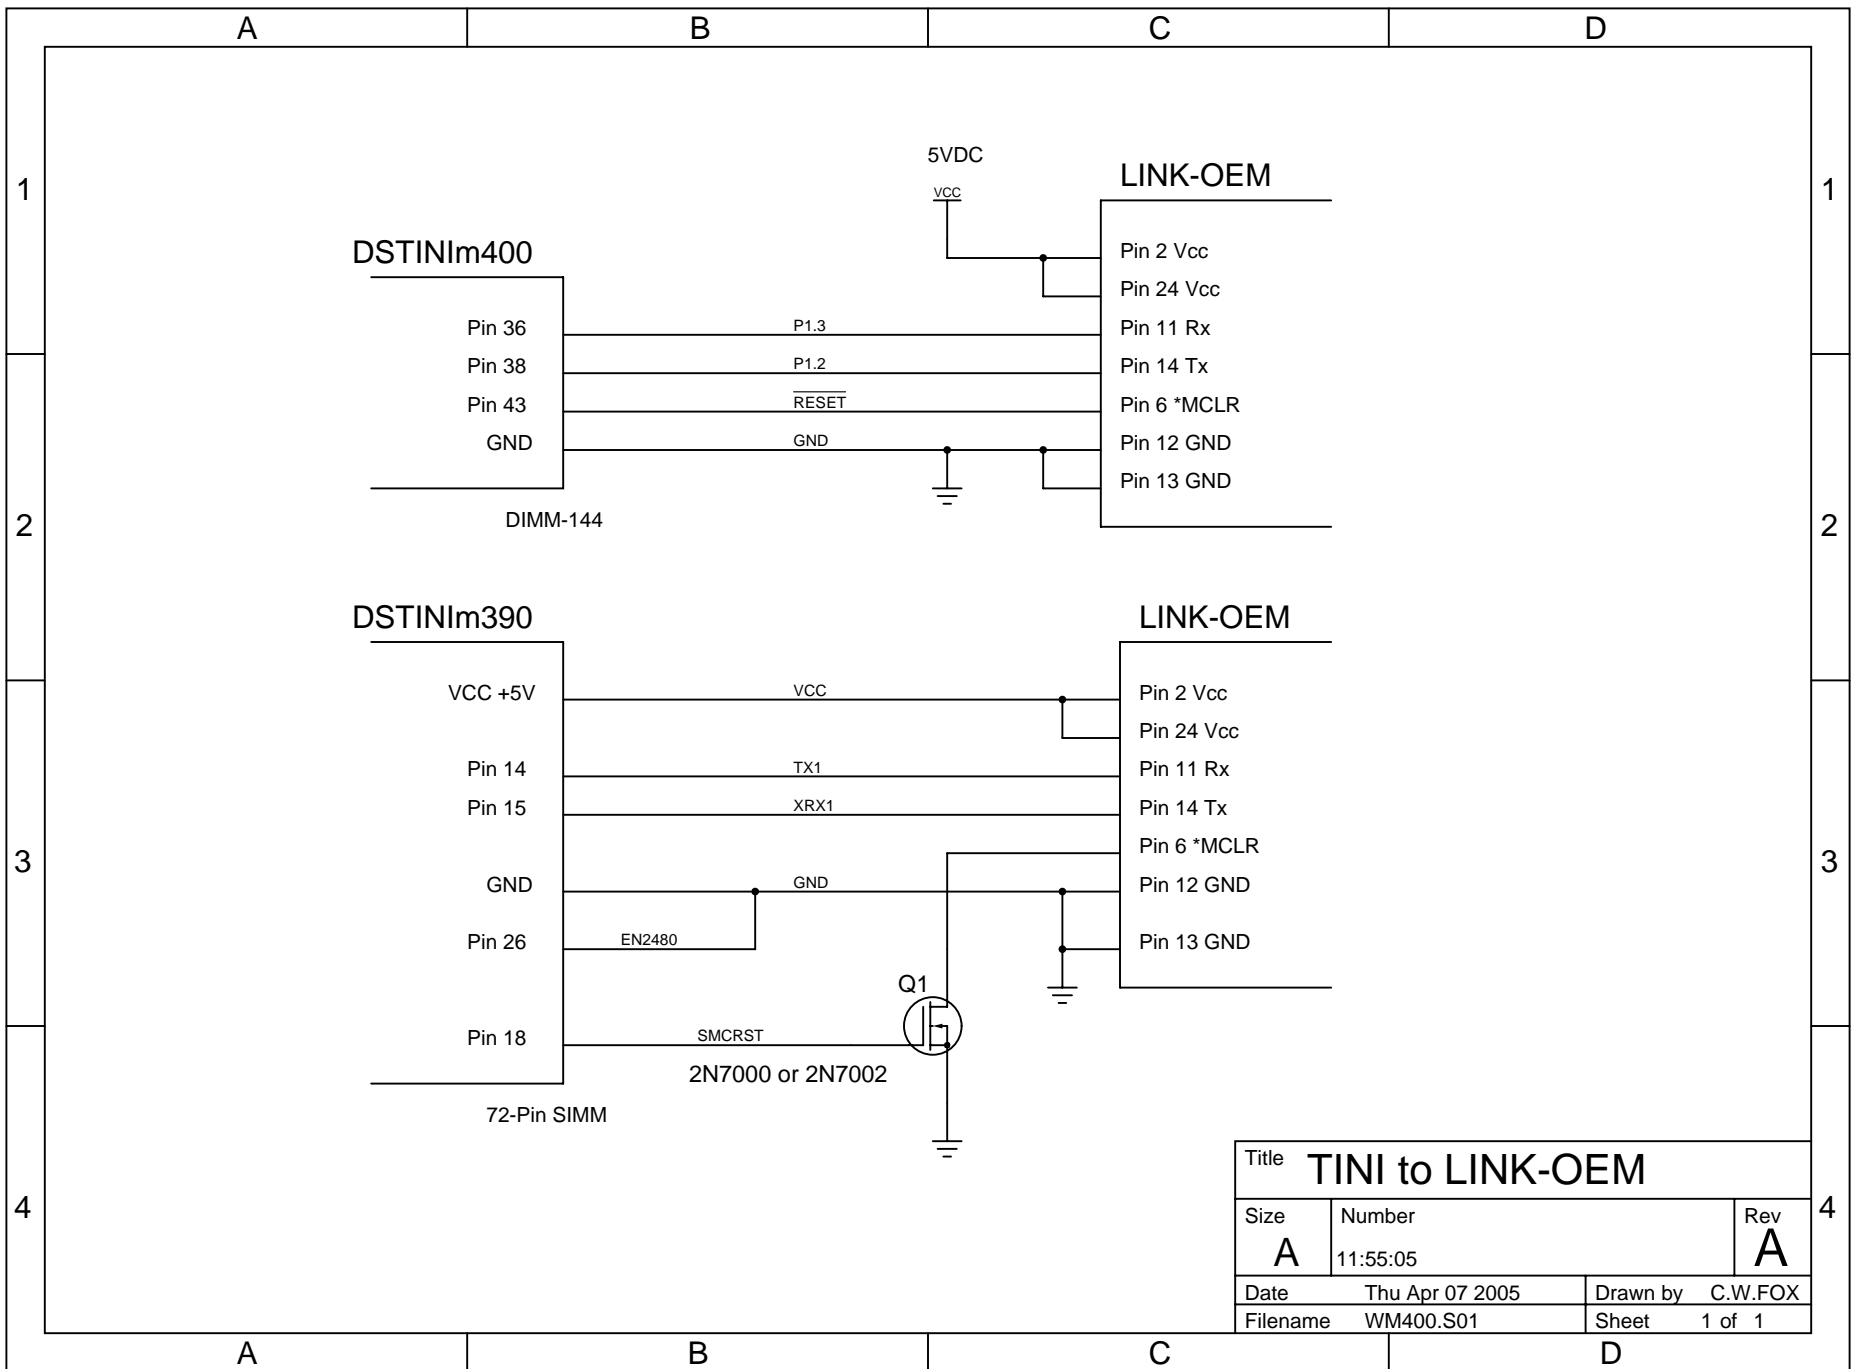 A B C D
1 1
5VDC
VCC
LINK-OEM
DSTINIm400
Pin 2 Vcc
Pin 24 Vcc
Pin 36 P1.3 Pin 11 Rx
Pin 38 P1.2 Pin 14 Tx
Pin 43 RESET Pin 6 *MCLR
GND GND Pin 12 GND
Pin 13 GND
DIMM-144
2 2
DSTINIm390 LINK-OEM
VCC +5V VCC Pin 2 Vcc
Pin 24 Vcc
Pin 14 TX1 Pin 11 Rx
Pin 15 XRX1 Pin 14 Tx
Pin 6 *MCLR
3 3
GND GND Pin 12 GND
Pin 26 EN2480 Pin 13 GND
Q1
Pin 18 SMCRST
2N7000 or 2N7002
72-Pin SIMM
Title TINI to LINK-OEM
4 4
Size Number Rev
A 11:55:05 A
Date Thu Apr 07 2005 Drawn by C.W.FOX
Filename WM400.S01 Sheet 1 of 1
A B C D